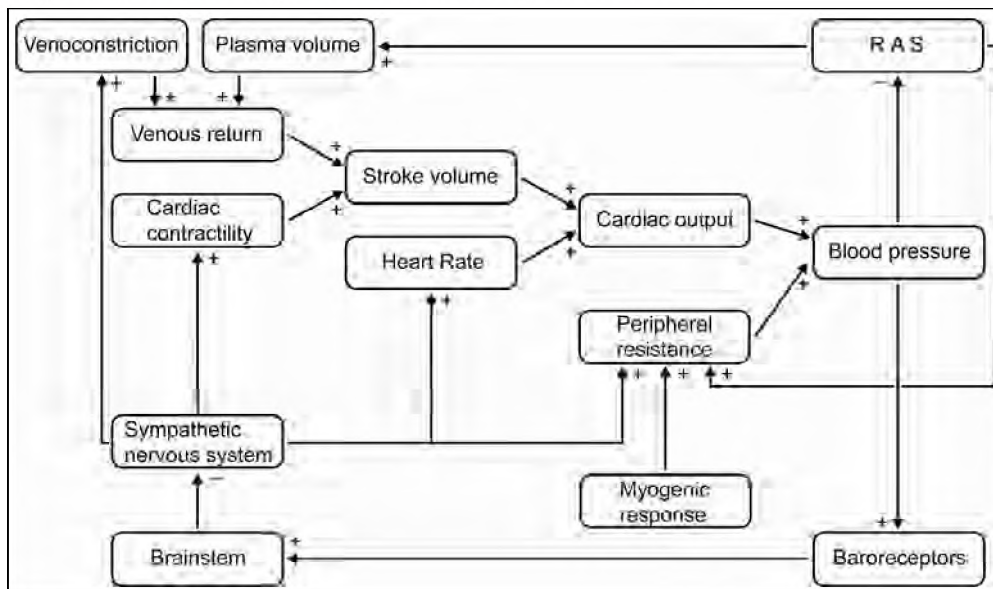 Venoconstriction
Plasma volume
R A S
+
+
−
+
+
Venous return
+
Stroke volume
+
+
Cardiac
contractility
Cardiac output
+
+
+
Blood pressure
Heart Rate
+
+
+
Peripheral
resistance
+
+
+
Sympathetic
nervous system
−
Myogenic
response
+
+
Brainstem
Baroreceptors